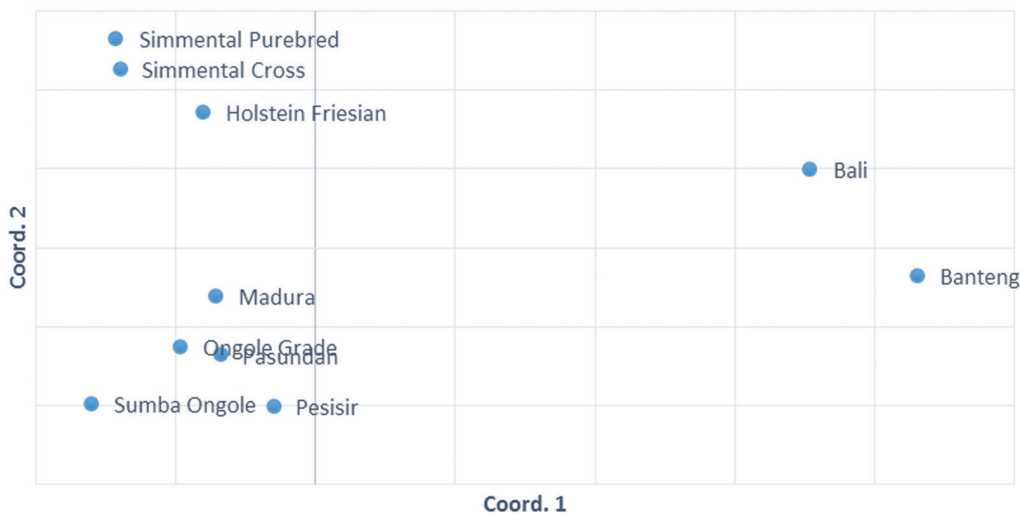 Simmental Purebred
Simmental Cross
Holstein Friesian
Bali
Coord. 2
Banteng
Madura
Ongole Grade
Pasundan
Sumba Ongole
Pesisir
Coord. 1